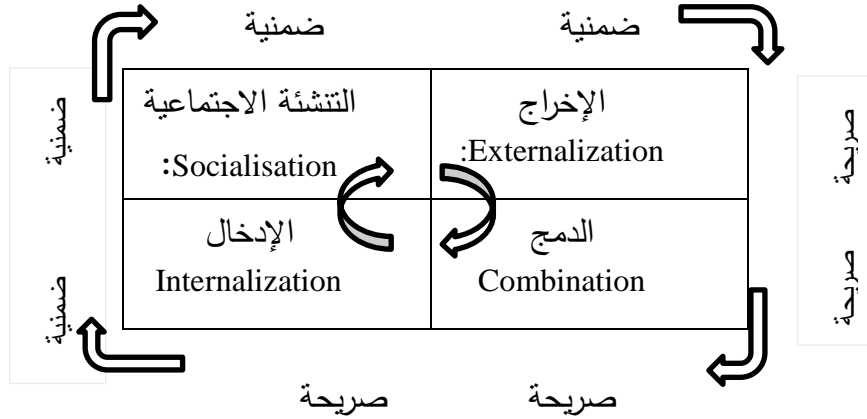 ضمنية ضمنية
التنشئة الاجتماعية
:Socialisation
الإخراج
:Externalization
الإدخال
Internalization
الدمج
Combination
ضمنية
ضمنية
صريحة
صريحة
صريحة صريحة